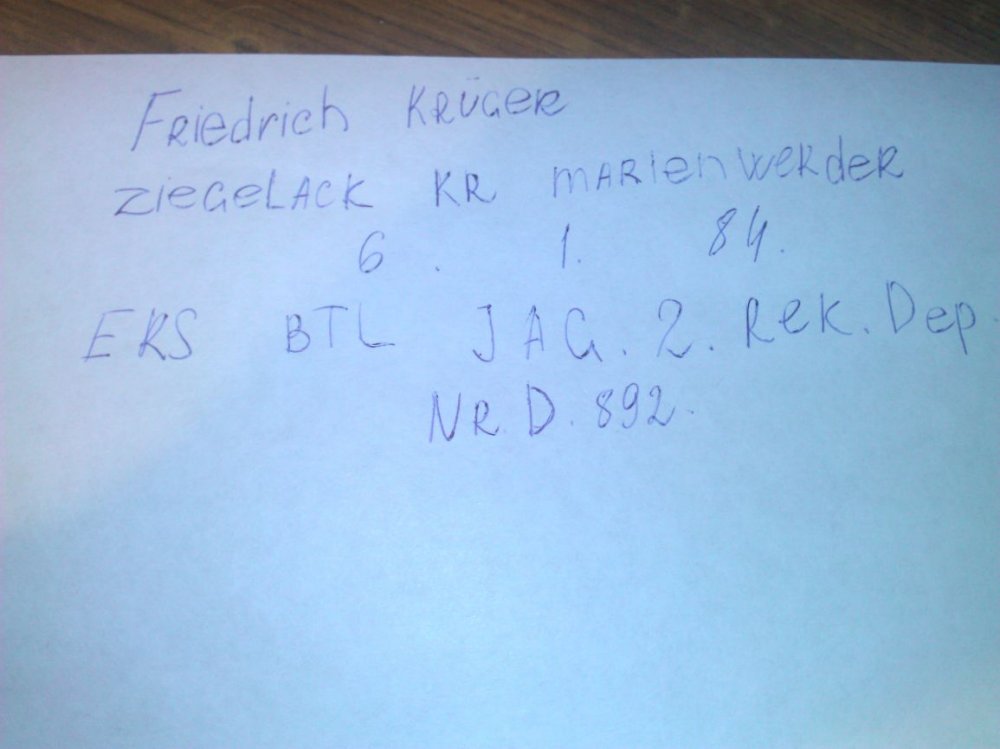 Friedrich KRÜGER
ZIEGELACK KR MARIENWERDER
6. 1. 84.
ERS BTL JAG. 2. Rek. Dep.
NR. D. 892.